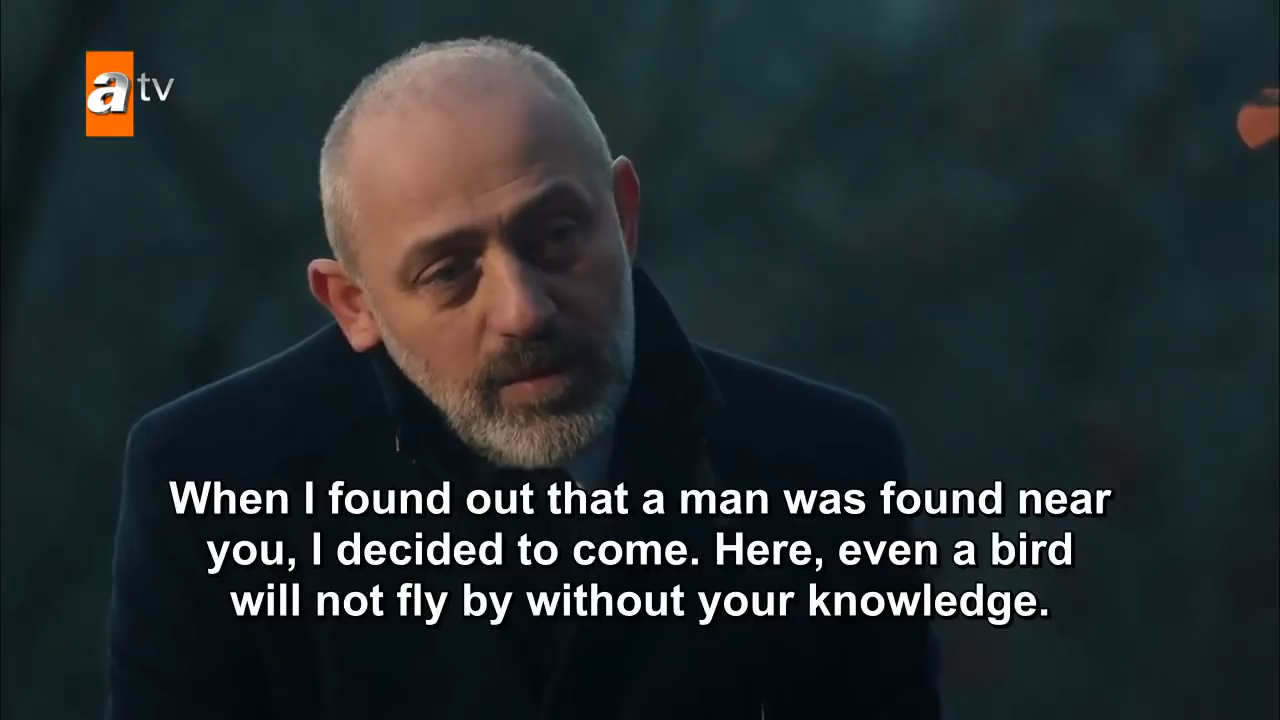 a tv
When I found out that a man was found near
you, I decided to come. Here, even a bird
will not fly by without your knowledge.